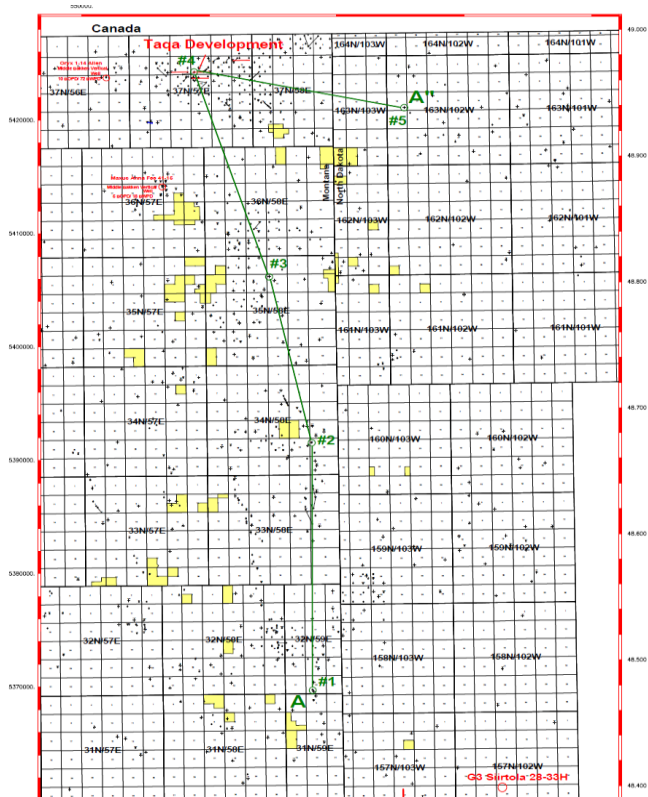 550000.
Canada
49.000
Taqa Development
164N/103W
164N/102W
164N/101W
#4
37N/56E
37N/57E
37N/58E
A"
163N/103W
163N/102W
163N/101W
5420000.
#5
48.900
Montana
North Dakota
36N/57E
36N/58E
162N/103W
162N/102W
162N/101W
5410000.
#3
48.800
35N/57E
35N/58E
161N/103W
161N/102W
161N/101W
5400000.
48.700
34N/57E
34N/58E
#2
160N/103W
160N/102W
5390000.
33N/57E
33N/58E
48.600
159N/103W
159N/102W
5380000.
32N/57E
32N/58E
32N/59E
158N/103W
158N/102W
48.500
#1
5370000.
A
31N/57E
31N/58E
31N/59E
157N/103W
157N/102W
G3 Siirtola 28-33H
48.400